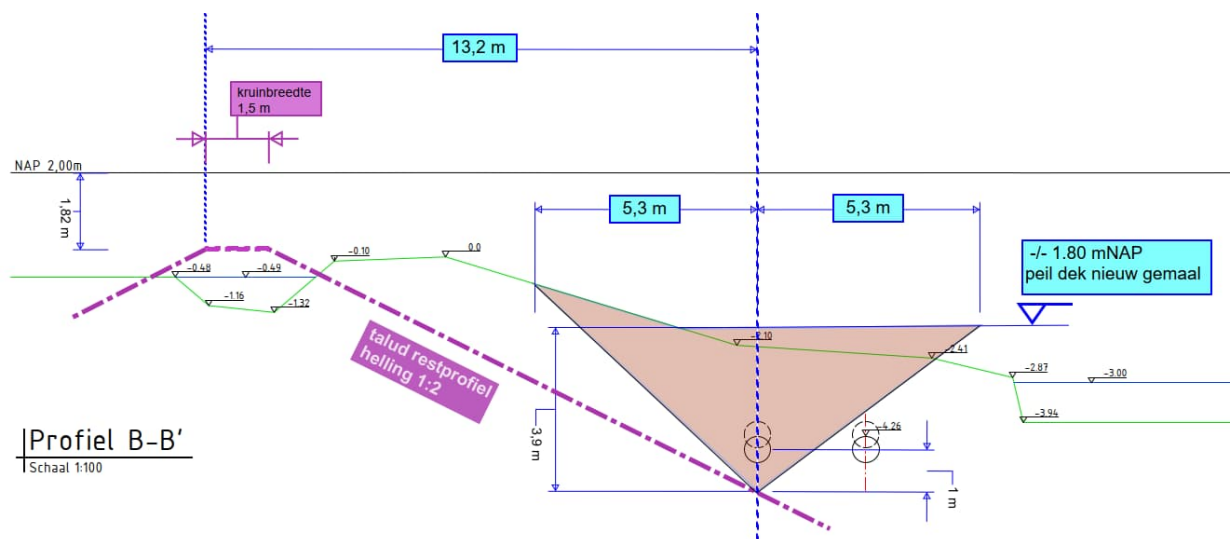 13,2 m
kruinbreedte
1,5 m
NAP 2,00m
1,82 m
5,3 m
5,3 m
-/- 1.80 mNAP
peil dek nieuw gemaal
-0.10
0.0
-0.48
-0.49
-1.16
-1.32
talud restprofiel
helling 1:2
-2.10
-2.41
-2.87
-3.00
-3.94
3,9 m
-4.26
1 m
Profiel B-B'
Schaal 1:100